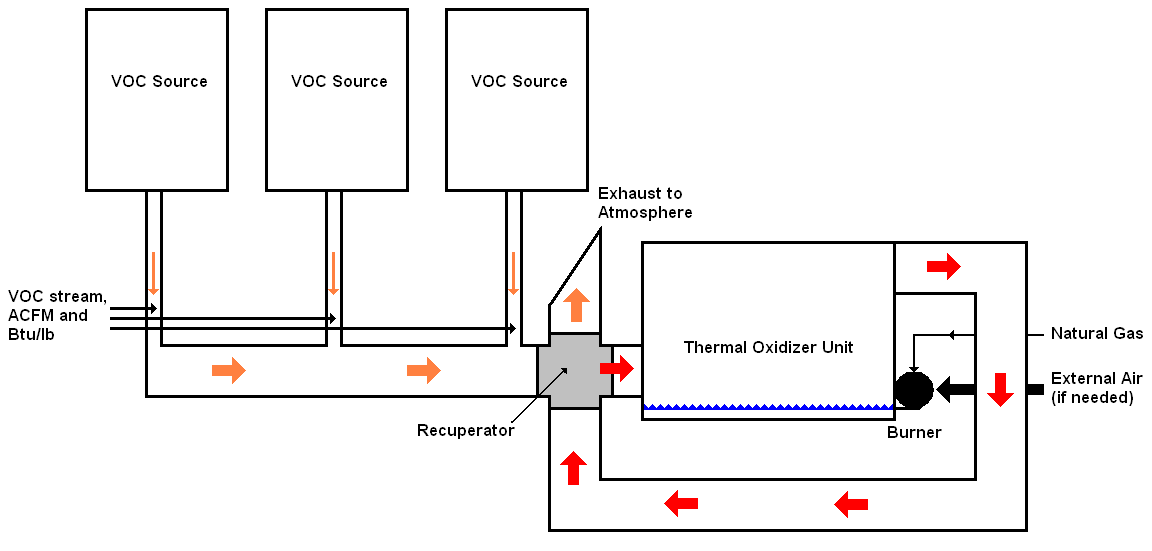 VOC Source
VOC Source
VOC Source
Exhaust to
Atmosphere
VOC stream,
ACFM and
Btu/lb
Thermal Oxidizer Unit
Natural Gas
External Air
(if needed)
Recuperator
Burner